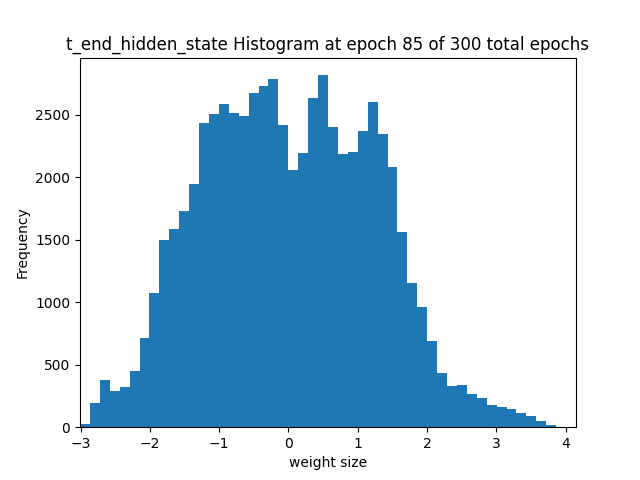 t_end_hidden_state Histogram at epoch 85 of 300 total epochs
Frequency
2500
2000
1500
1000
500
0
−3 −2 −1 0 1 2 3 4
weight size